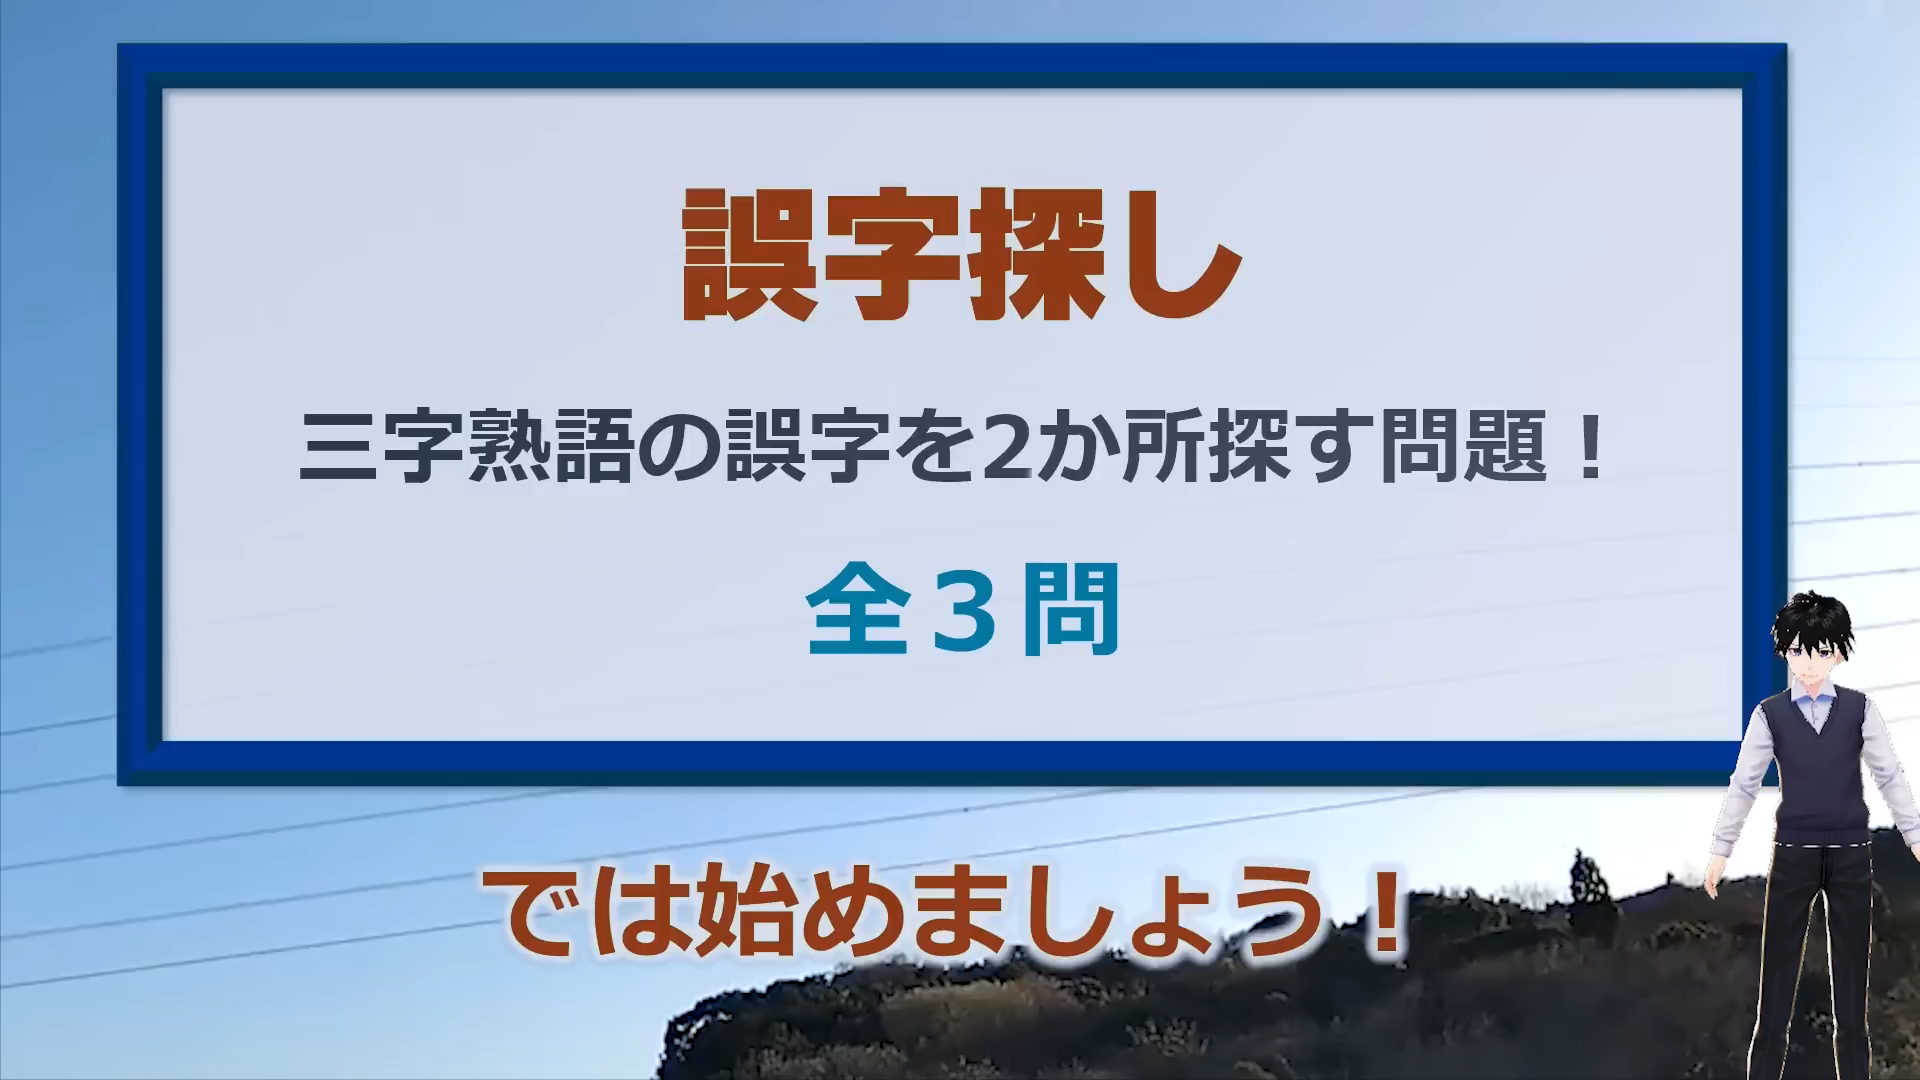 誤字探し
三字熟語の誤字を2か所探す問題！
全３問
では始めましょう！